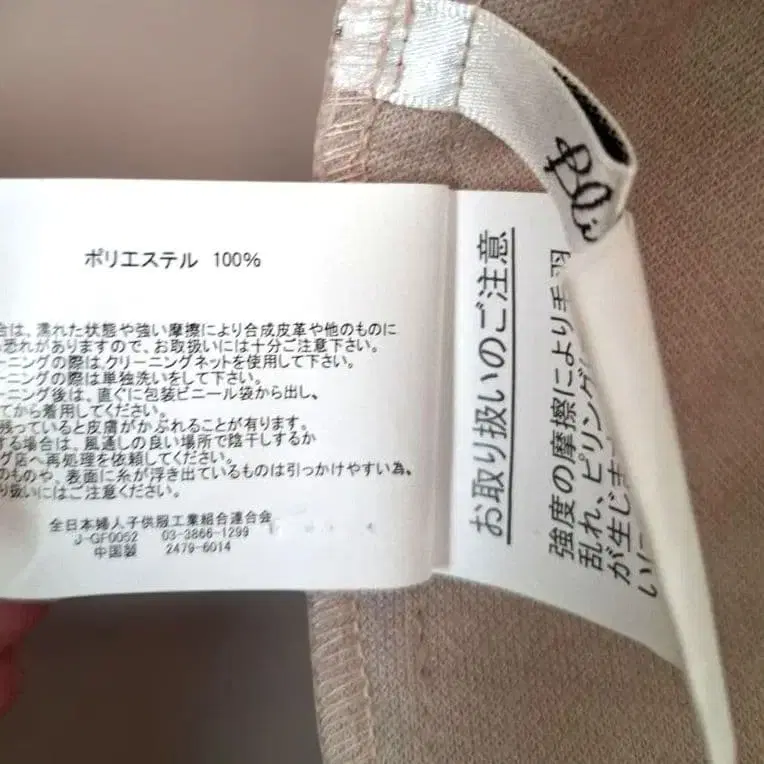 ポリエステル 100%
合は、濡れた状態や強い摩擦により合成皮革や他のものに
恐れがありますので、お取扱いには十分ご注意下さい。
ーニングの際は、クリーニングネットを使用して下さい。
ーニングの際は単独洗いをして下さい。
ーニング後は、直ぐに包装ビニール袋から出し、
てから着用してください。
残っていると皮膚がかぶれることが有ります。
する場合は、風通しの良い場所で陰干しするか
グ店へ再処理を依頼してください。
のものや、表面に糸が浮き出ているものは引っかけやすい為、
り扱いにはご注意ください。
全日本婦人子供服工業組合連合会
J-GF0052 03-3866-1299
中国製 2479-6014
お取り扱いのご注意
強度の摩擦により毛羽
乱れ、ピリング
が生じま
い